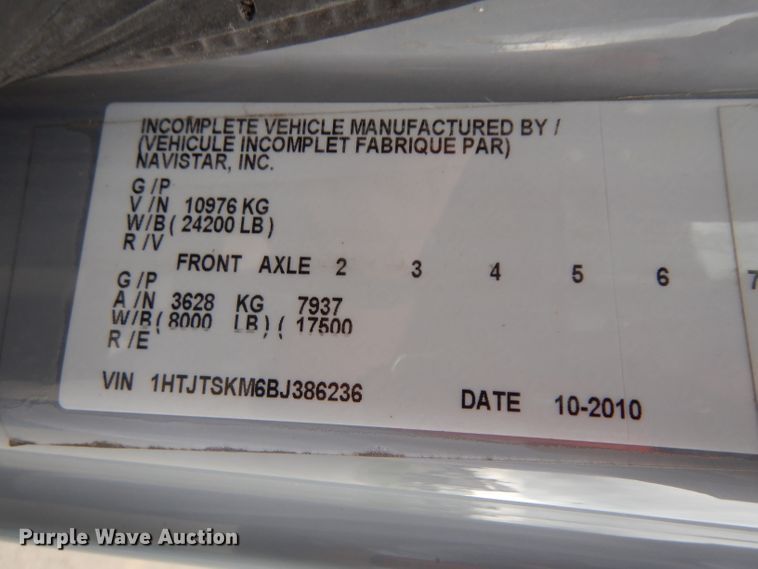 INCOMPLETE VEHICLE MANUFACTURED BY /
(VEHICULE INCOMPLET FABRIQUE PAR)
NAVISTAR, INC.
G /P
V /N 10976 KG
W/B ( 24200 LB )
R /V
FRONT AXLE 2 3 4 5 6 7
G /P
A /N 3628 KG 7937
W/B ( 8000 LB ) ( 17500
R /E
VIN 1HTJTSKM6BJ386236 DATE 10-2010
Purple Wave Auction